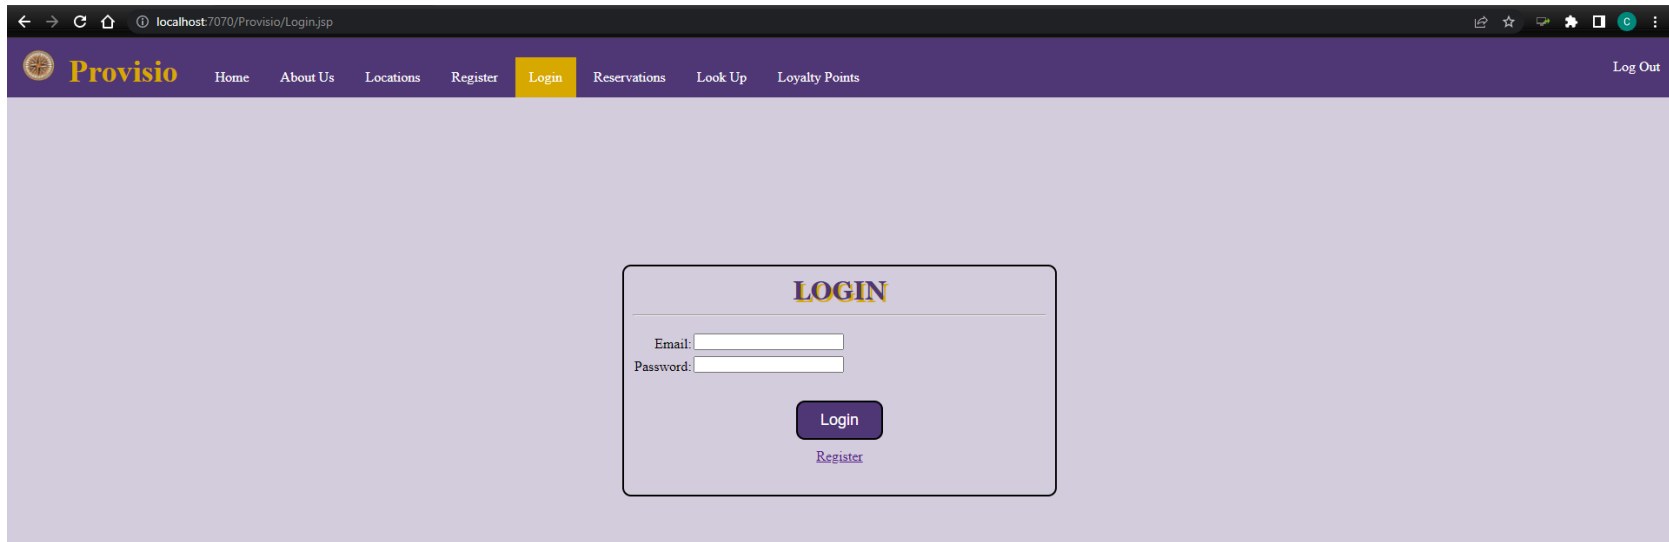 localhost:7070/Provisio/Login.jsp
C
Provisio Home About Us Locations Register Login Reservations Look Up Loyalty Points Log Out
LOGIN
Email:
Password:
Login
Register